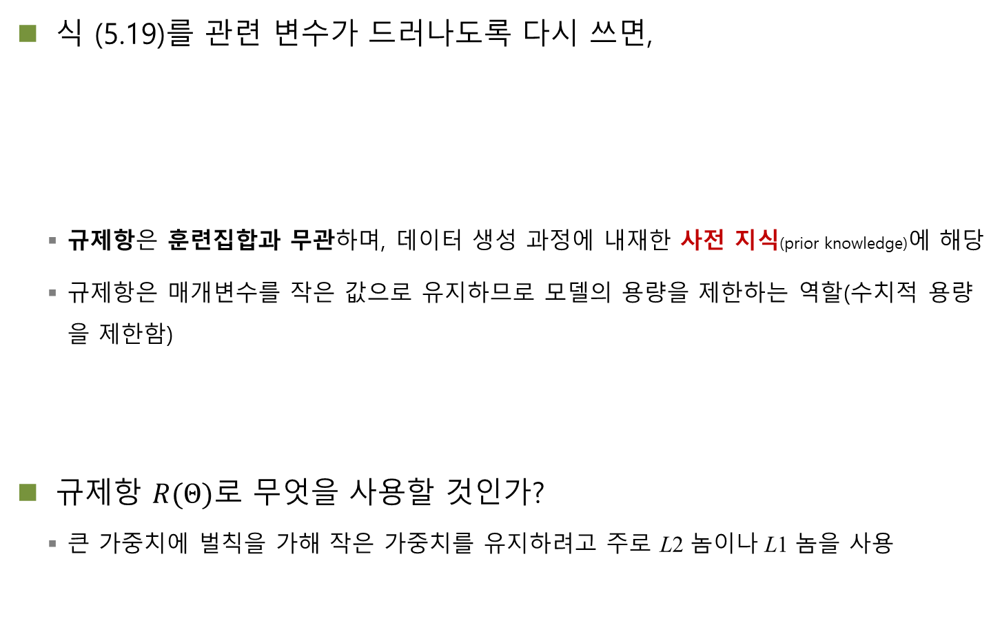 ■ 식 (5.19)를 관련 변수가 드러나도록 다시 쓰면,
▪ 규제항은 훈련집합과 무관하며, 데이터 생성 과정에 내재한 사전 지식(prior knowledge)에 해당
▪ 규제항은 매개변수를 작은 값으로 유지하므로 모델의 용량을 제한하는 역할(수치적 용량
을 제한함)
■ 규제항 R(Θ)로 무엇을 사용할 것인가?
▪ 큰 가중치에 벌칙을 가해 작은 가중치를 유지하려고 주로 L2 놈이나 L1 놈을 사용